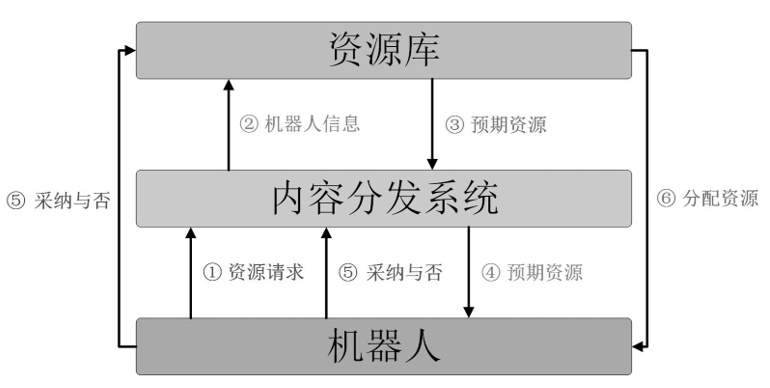 资源库
② 机器人信息
③ 预期资源
内容分发系统
⑤ 采纳与否
⑥ 分配资源
① 资源请求
⑤ 采纳与否
④ 预期资源
机器人